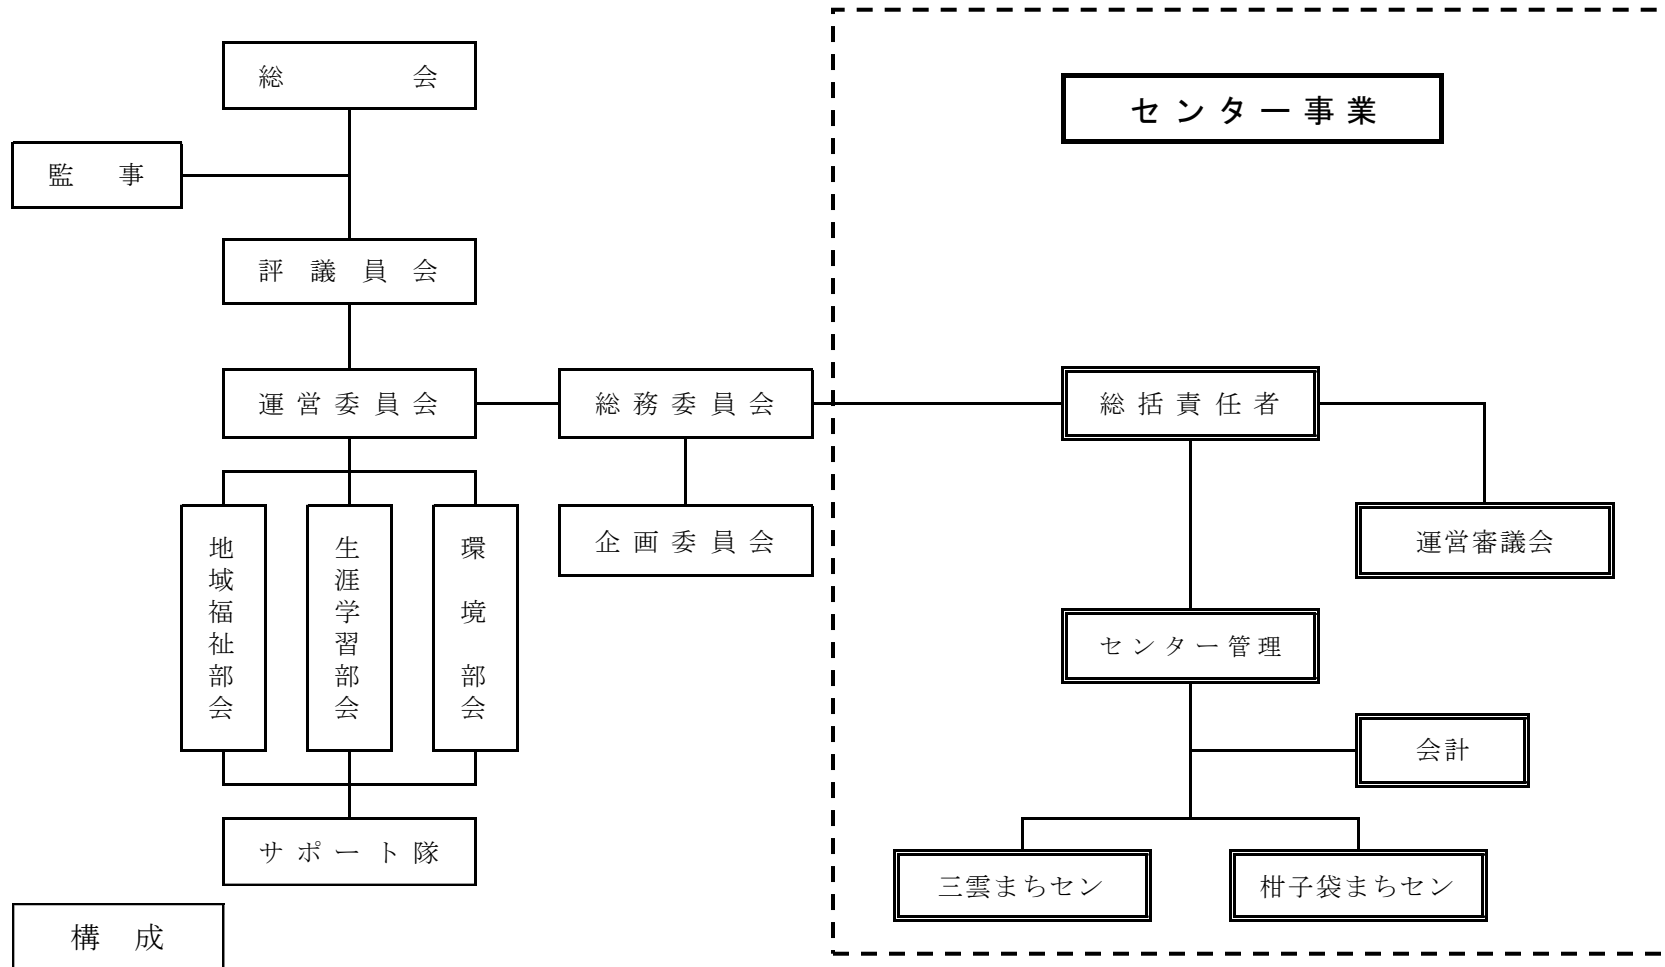 総会
センター事業
監事
評議員会
運営委員会
総務委員会
総括責任者
地域福祉部会
生涯学習部会
環境部会
企画委員会
運営審議会
センター管理
会計
サポート隊
三雲まちセン
柑子袋まちセン
構成